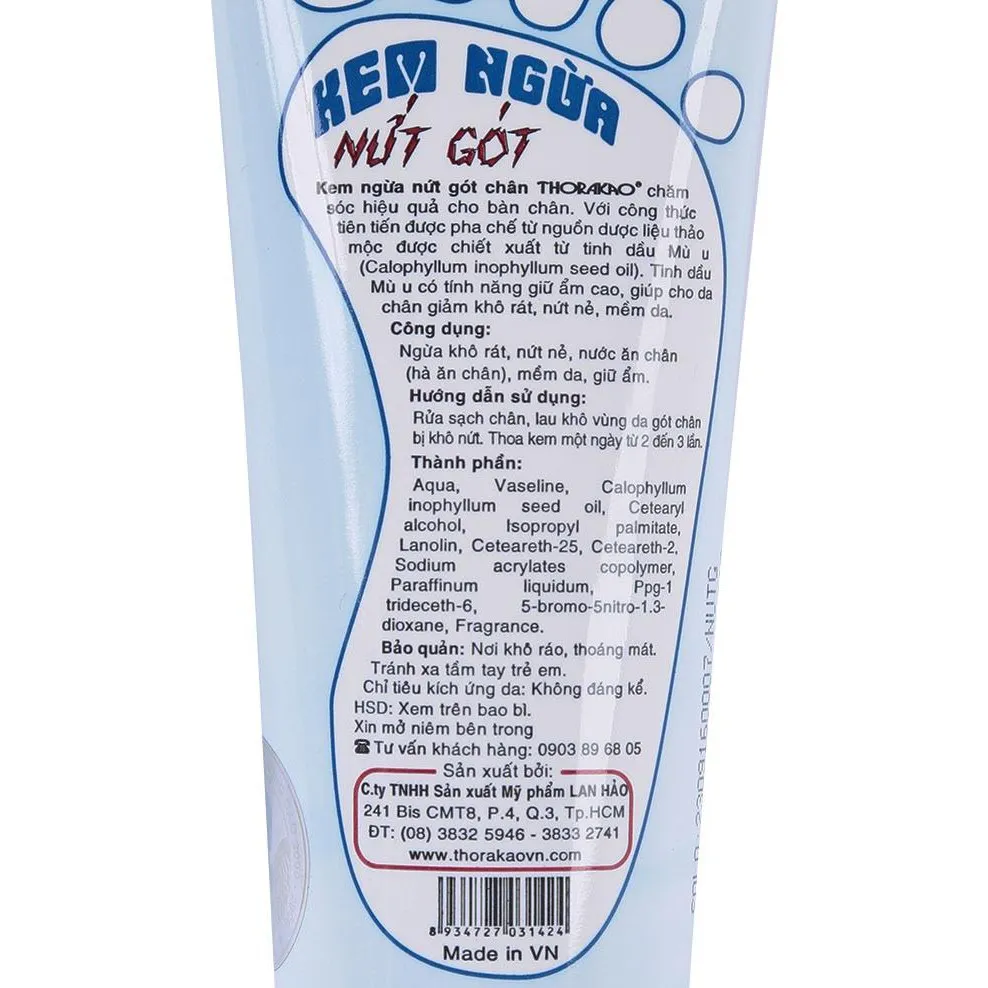 KEM NGỪA
NỨT GÓT
Kem ngừa nứt gót chân THORAKAO® chăm
sóc hiệu quả cho bàn chân. Với công thức
tiên tiến được pha chế từ nguồn dược liệu thảo
mộc được chiết xuất từ tinh dầu Mù u
(Calophyllum inophyllum seed oil). Tinh dầu
Mù u có tính năng giữ ẩm cao, giúp cho da
chân giảm khô rát, nứt nẻ, mềm da.
Công dụng:
Ngừa khô rát, nứt nẻ, nước ăn chân
(hà ăn chân), mềm da, giữ ẩm.
Hướng dẫn sử dụng:
Rửa sạch chân, lau khô vùng da gót chân
bị khô nứt. Thoa kem một ngày từ 2 đến 3 lần.
Thành phần:
Aqua, Vaseline, Calophyllum
inophyllum seed oil, Cetearyl
alcohol, Isopropyl palmitate,
Lanolin, Ceteareth-25, Ceteareth-2,
Sodium acrylates copolymer,
Paraffinum liquidum, Ppg-1
trideceth-6, 5-bromo-5nitro-1.3-
dioxane, Fragrance.
Bảo quản: Nơi khô ráo, thoáng mát.
Tránh xa tầm tay trẻ em.
Chỉ tiêu kích ứng da: Không đáng kể.
HSD: Xem trên bao bì.
Xin mở niêm bên trong
☎Tư vấn khách hàng: 0903 89 68 05
Sản xuất bởi:
C.ty TNHH Sản xuất Mỹ phẩm LAN HẢO
241 Bis CMT8, P.4, Q.3, Tp.HCM
ĐT: (08) 3832 5946 - 3833 2741
www.thorakaovn.com
8 934727 031424
Made in VN